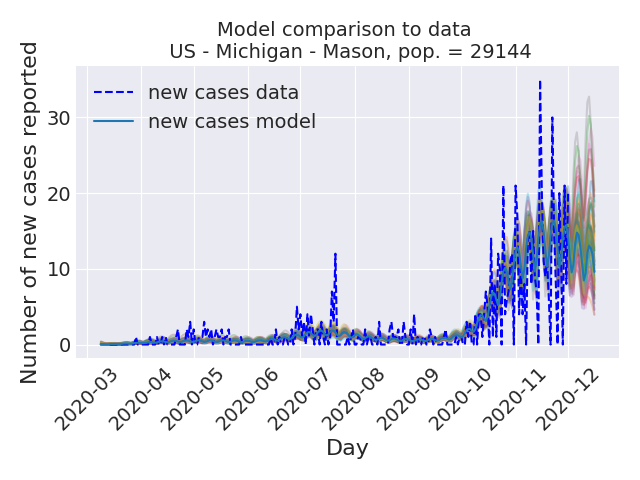 Model comparison to data
US - Michigan - Mason, pop. = 29144
Number of new cases reported
30
20
10
0
new cases data
new cases model
2020-03
2020-04
2020-05
2020-06
2020-07
2020-08
2020-09
2020-10
2020-11
2020-12
Day